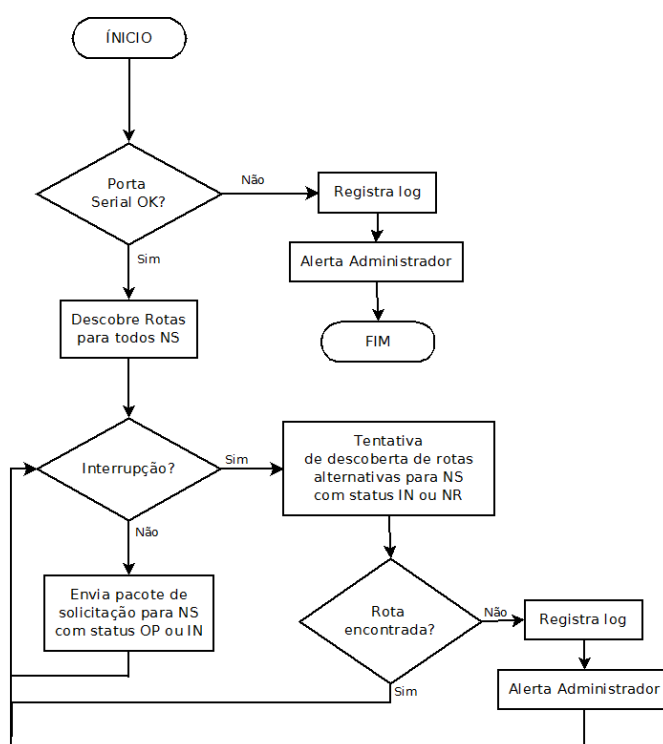 ÍNICIO
Porta
Serial OK?
Não
Registra log
Alerta Administrador
FIM
Sim
Descobre Rotas
para todos NS
Interrupção?
Sim
Tentativa
de descoberta de rotas
alternativas para NS
com status IN ou NR
Não
Envia pacote de
solicitação para NS
com status OP ou IN
Rota
encontrada?
Não
Registra log
Alerta Administrador
Sim